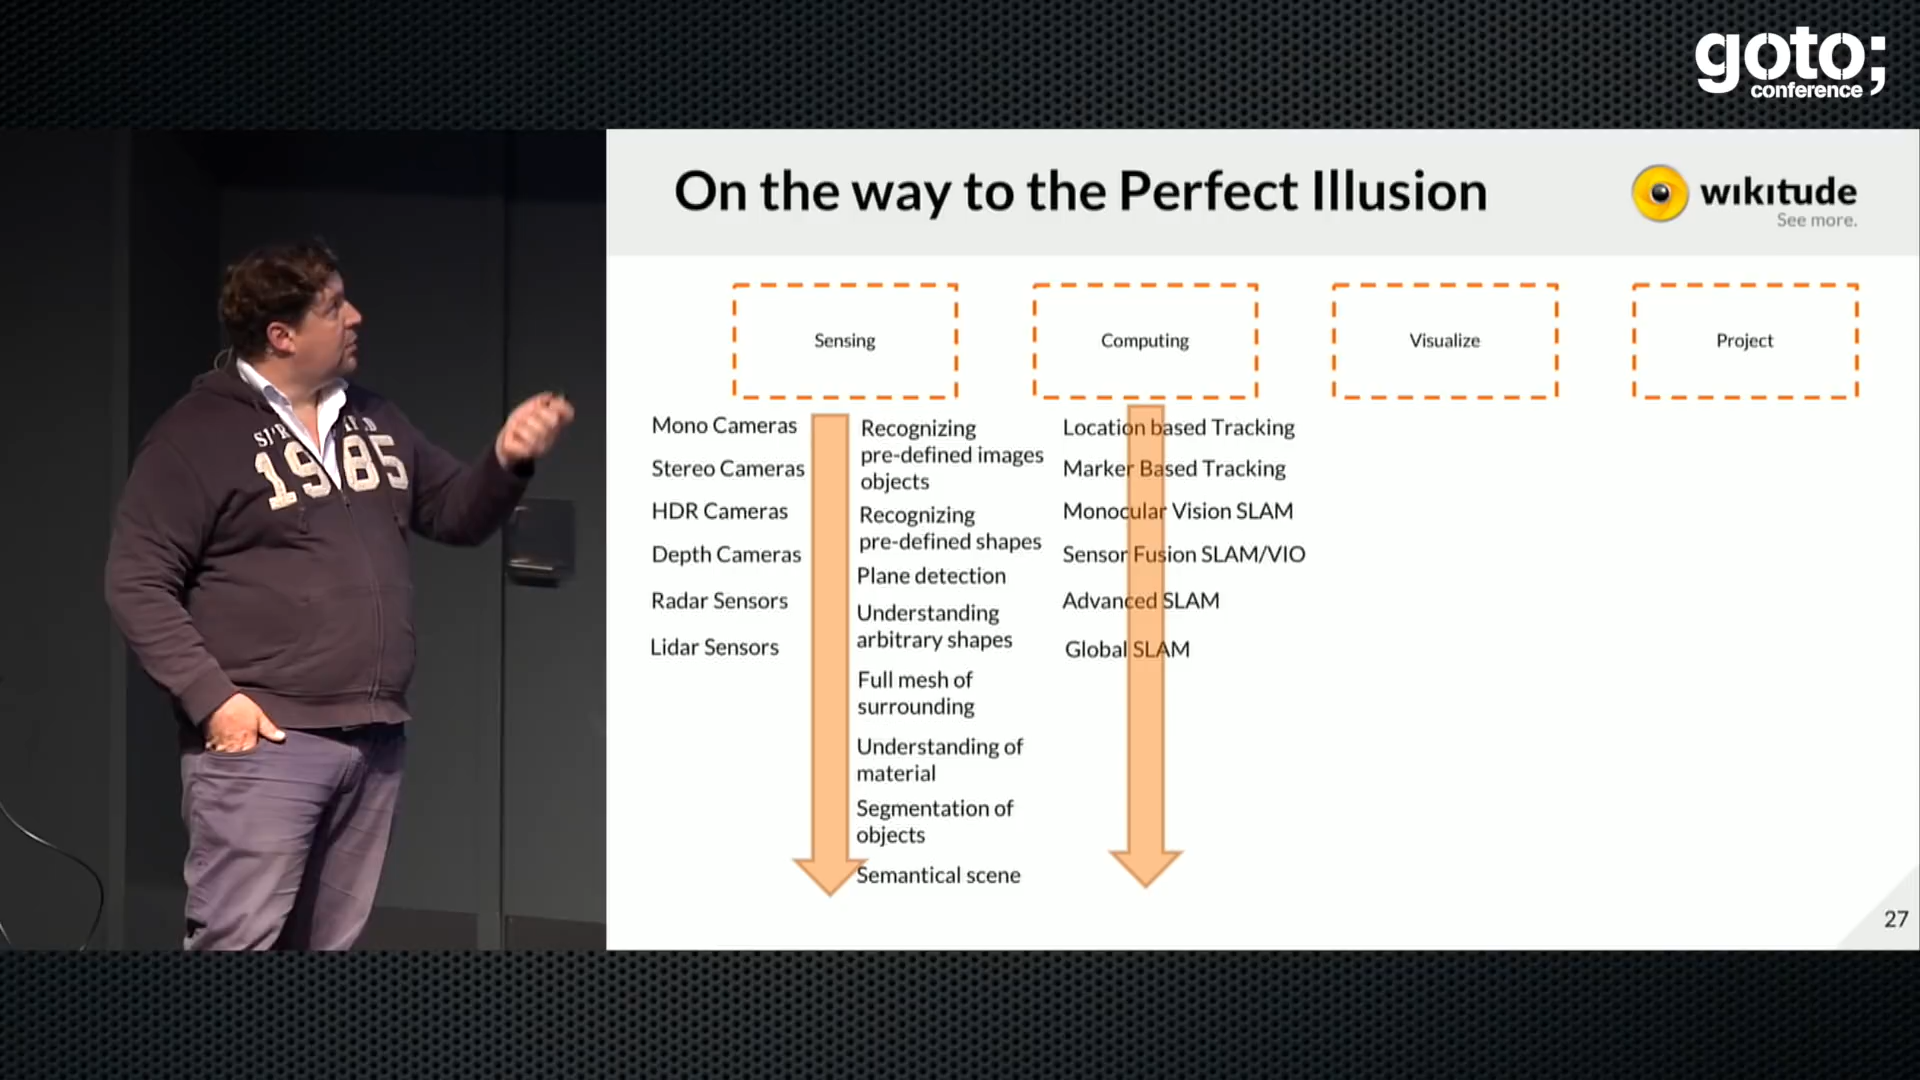 goto;
conference
On the way to the Perfect Illusion
wikitude
See more.
Sensing
Computing
Visualize
Project
Mono Cameras
Stereo Cameras
HDR Cameras
Depth Cameras
Radar Sensors
Lidar Sensors
Recognizing
pre-defined images
objects
Recognizing
pre-defined shapes
Plane detection
Understanding
arbitrary shapes
Full mesh of
surrounding
Understanding of
material
Segmentation of
objects
Semantical scene
Location based Tracking
Marker Based Tracking
Monocular Vision SLAM
Sensor Fusion SLAM/VIO
Advanced SLAM
Global SLAM
27
1985